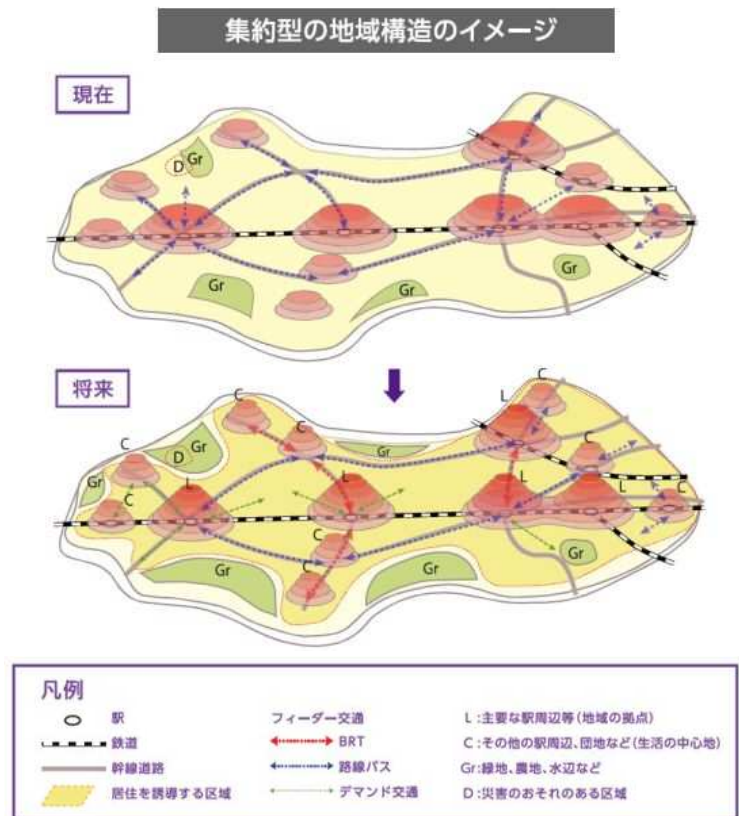 集約型の地域構造のイメージ
現在
D
Gr
Gr
Gr
Gr
将来
C
L
C
C
C
D
Gr
Gr
Gr
C
L
L
L
L
C
C
C
C
Gr
Gr
Gr
凡例
駅
鉄道
幹線道路
居住を誘導する区域
フィーダー交通
BRT
路線バス
デマンド交通
L:主要な駅周辺等(地域の拠点)
C:その他の駅周辺、団地など(生活の中心地)
Gr:緑地、農地、水辺など
D:災害のおそれのある区域